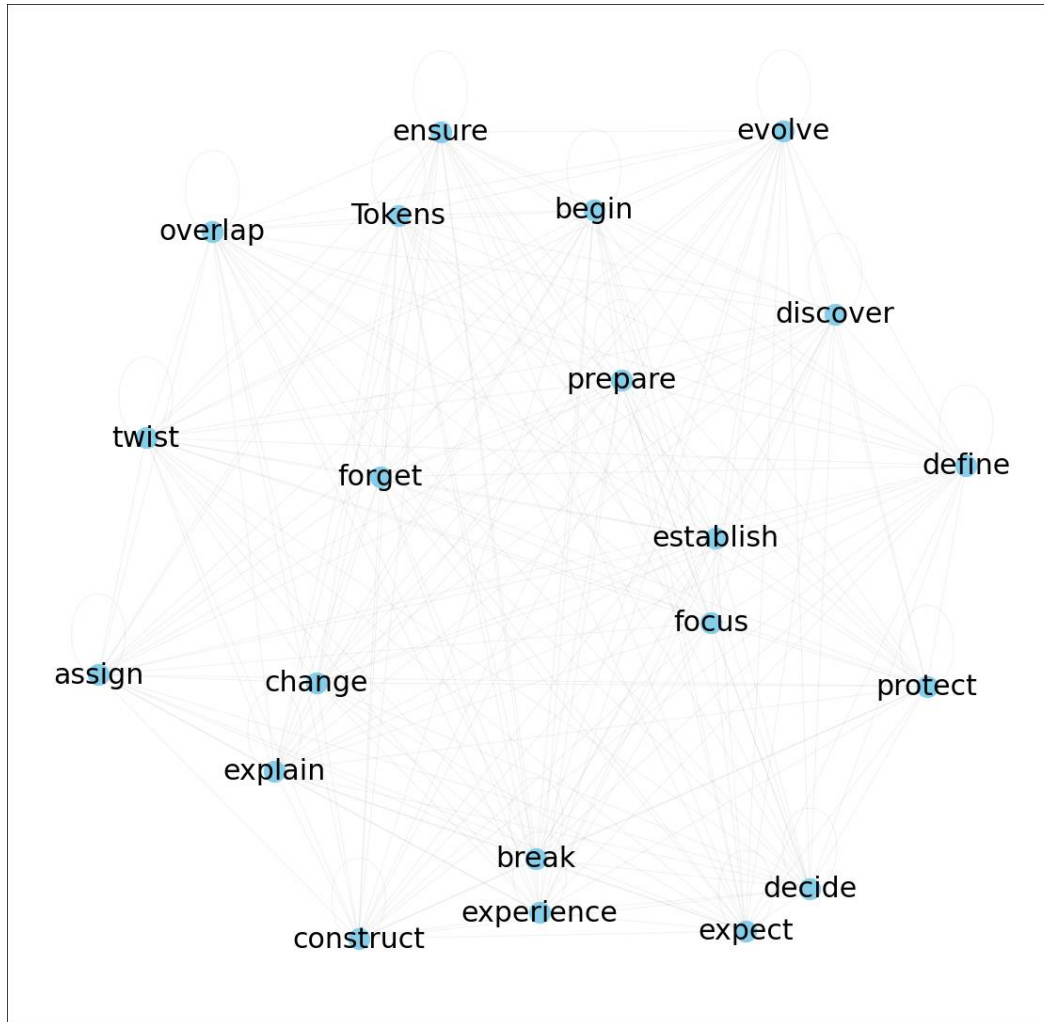 ensure
evolve
Tokens
begin
overlap
discover
prepare
twist
forget
define
establish
focus
assign
change
protect
explain
break
decide
experience
expect
construct